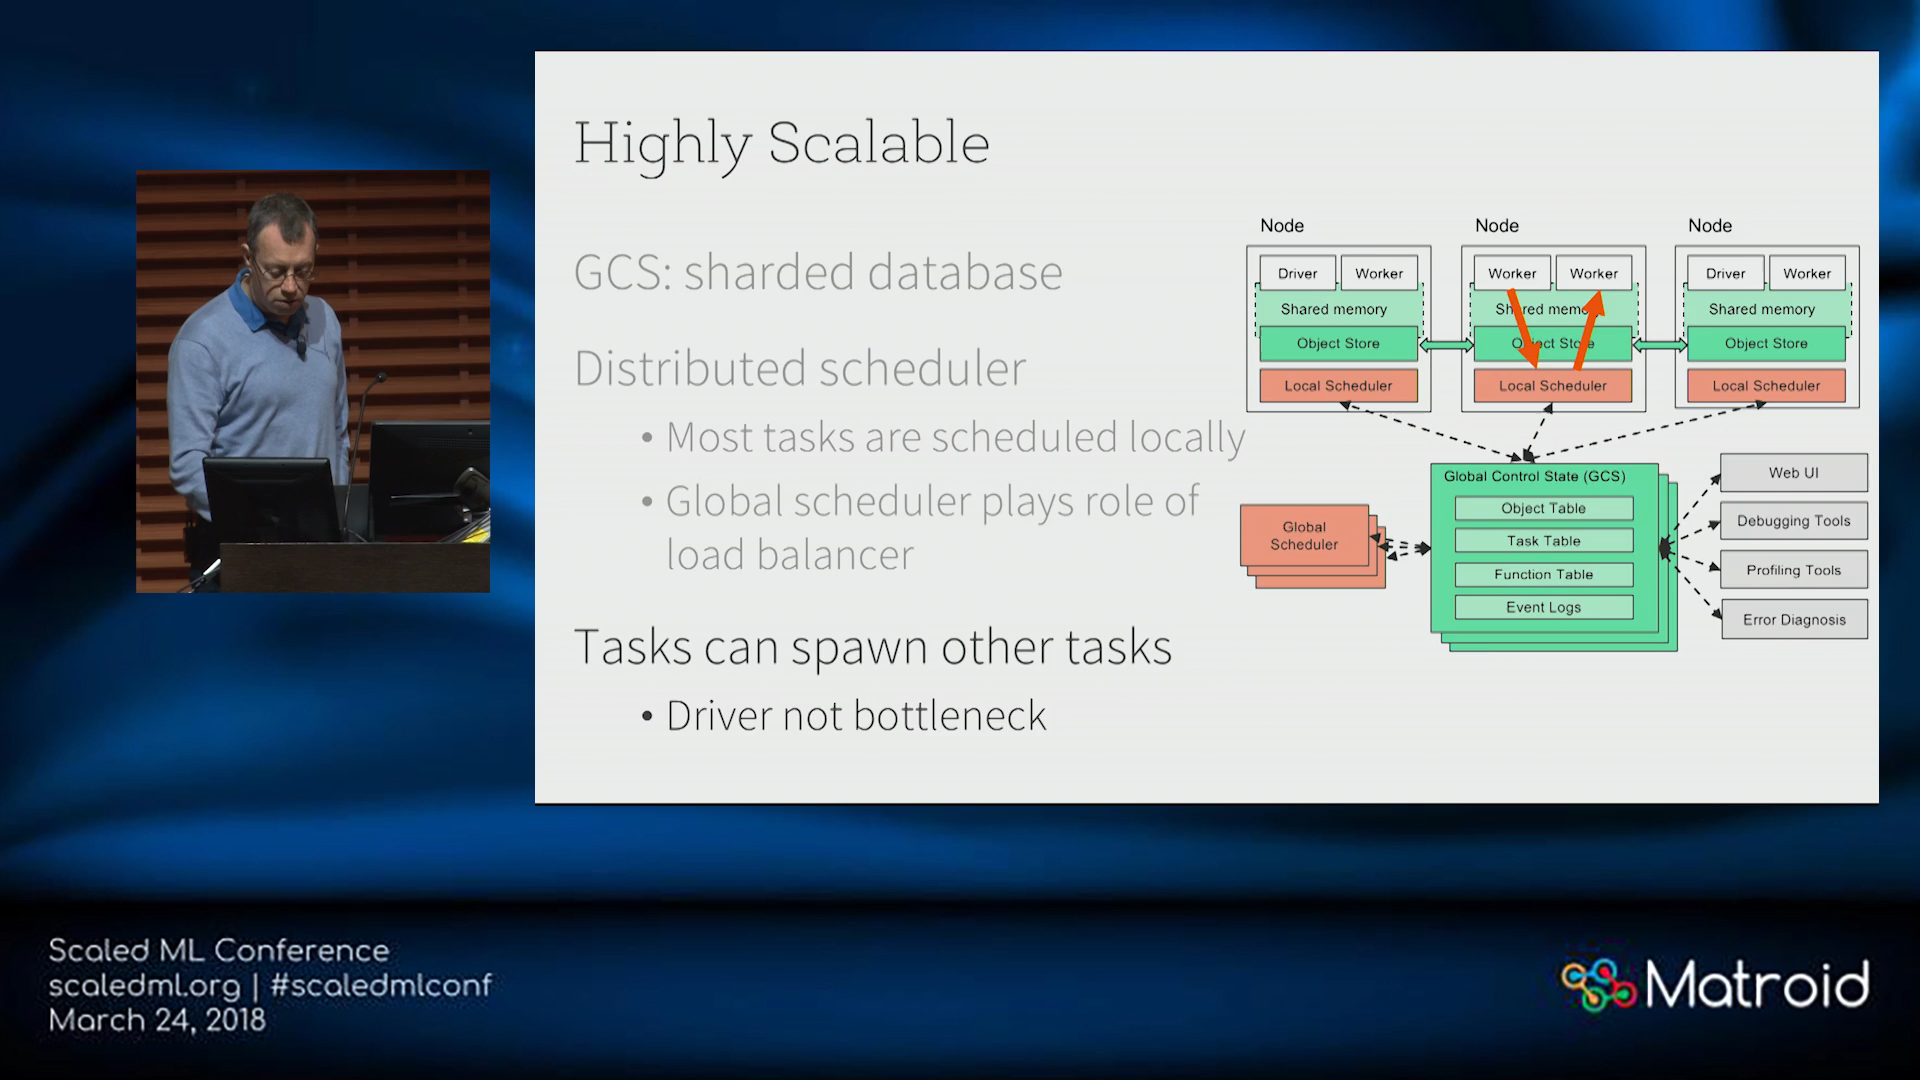 Highly Scalable
GCS: sharded database
Distributed scheduler
• Most tasks are scheduled locally
• Global scheduler plays role of
load balancer
Tasks can spawn other tasks
• Driver not bottleneck
Node
Node
Node
Driver
Worker
Worker
Worker
Driver
Worker
Shared memory
Shared memory
Shared memory
Object Store
Object Store
Object Store
Local Scheduler
Local Scheduler
Local Scheduler
Global
Scheduler
Global Control State (GCS)
Object Table
Task Table
Function Table
Event Logs
Web UI
Debugging Tools
Profiling Tools
Error Diagnosis
Scaled ML Conference
scaledml.org | #scaledmlconf
March 24, 2018
Matroid